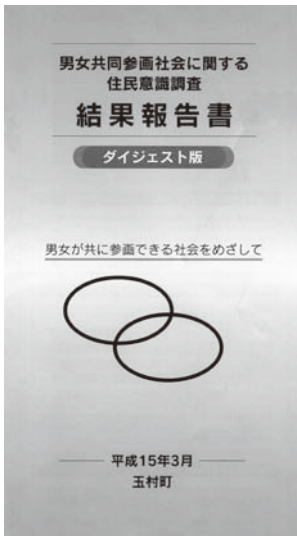 男女共同参画社会に関する
住民意識調査
結果報告書
ダイジェスト版
男女が共に参画できる社会をめざして
平成15年3月
玉村町